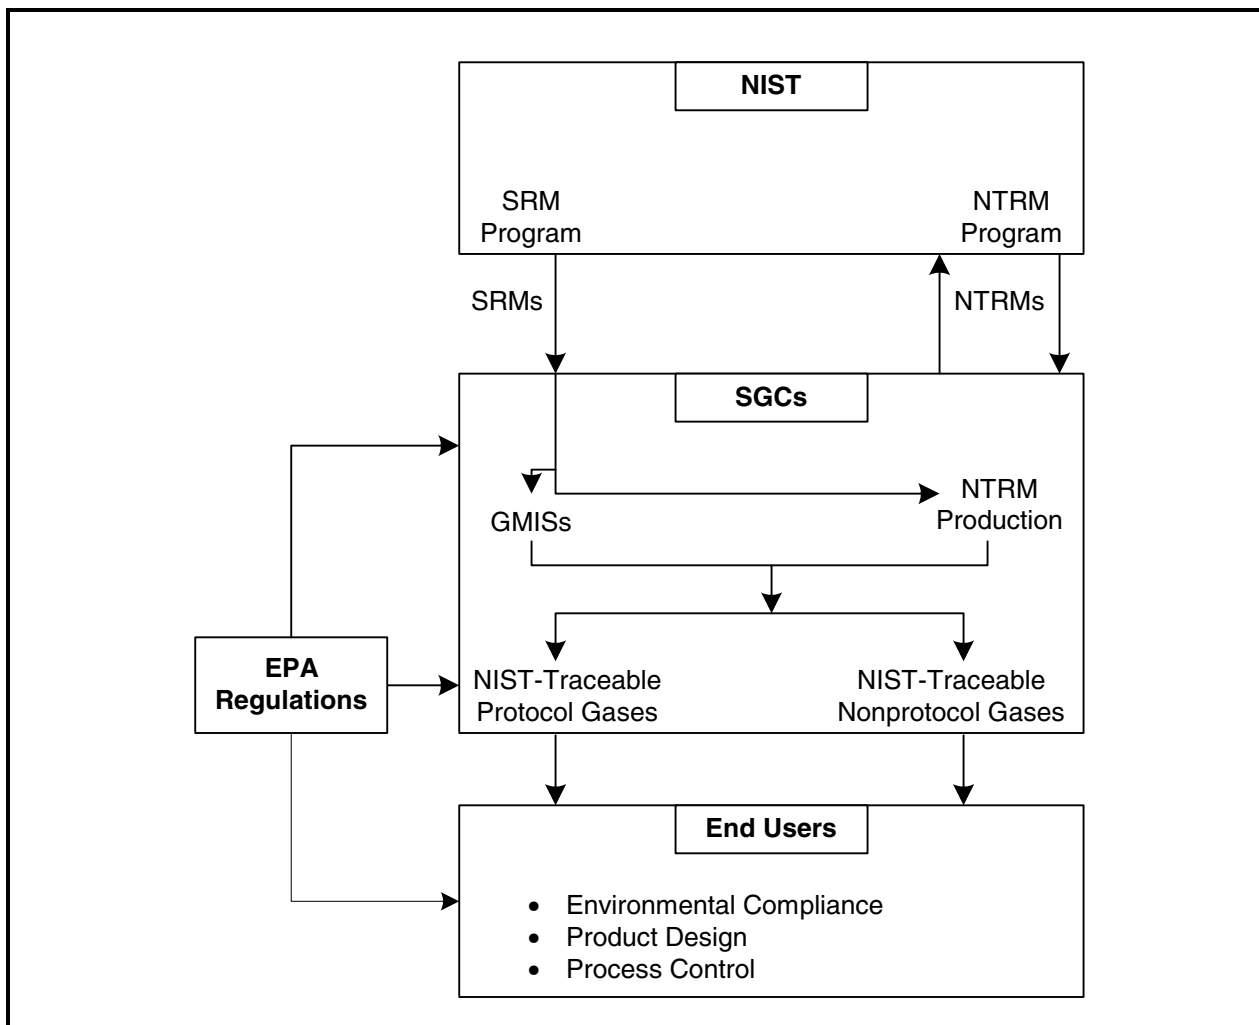 NIST
SRM
Program
NTRM
Program
SRMs
NTRMs
SGCs
GMISs
NTRM
Production
EPA
Regulations
NIST-Traceable
Protocol Gases
NIST-Traceable
Nonprotocol Gases
End Users
• Environmental Compliance
• Product Design
• Process Control